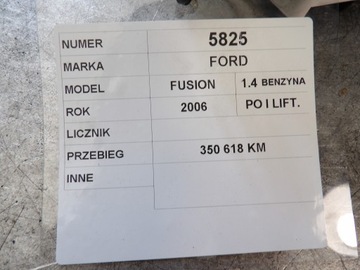 NUMER 5825
MARKA FORD
MODEL FUSION 1.4 BENZYNA
ROK 2006 PO I LIFT.
LICZNIK
PRZEBIEG 350 618 KM
INNE